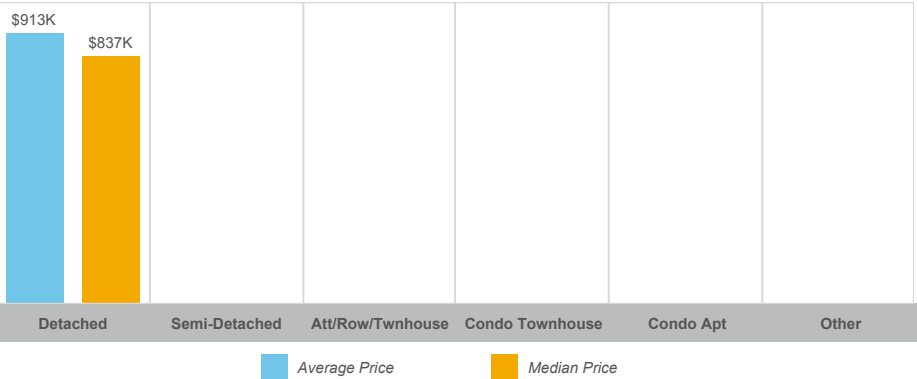 $913K
$837K
Detached Semi-Detached Att/Row/Twnhouse Condo Townhouse Condo Apt Other
Average Price Median Price